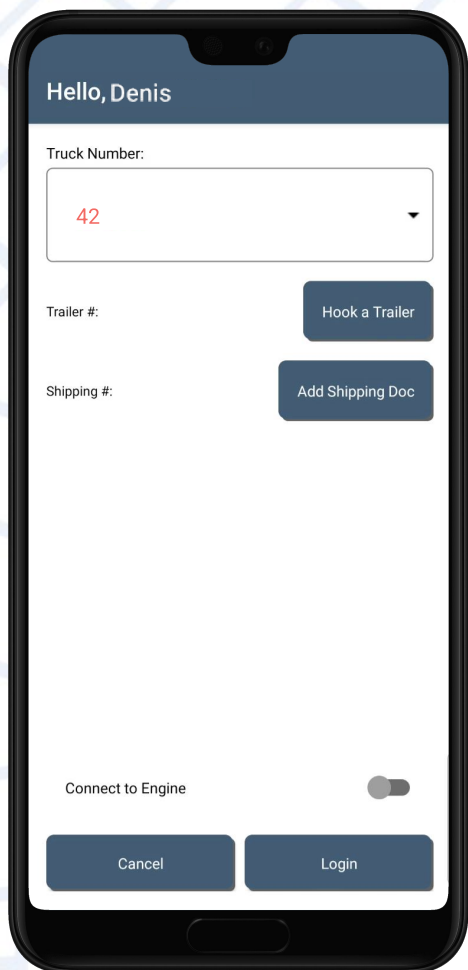 Hello, Denis
Truck Number:
42
Trailer #:
Hook a Trailer
Shipping #:
Add Shipping Doc
Connect to Engine
Cancel
Login